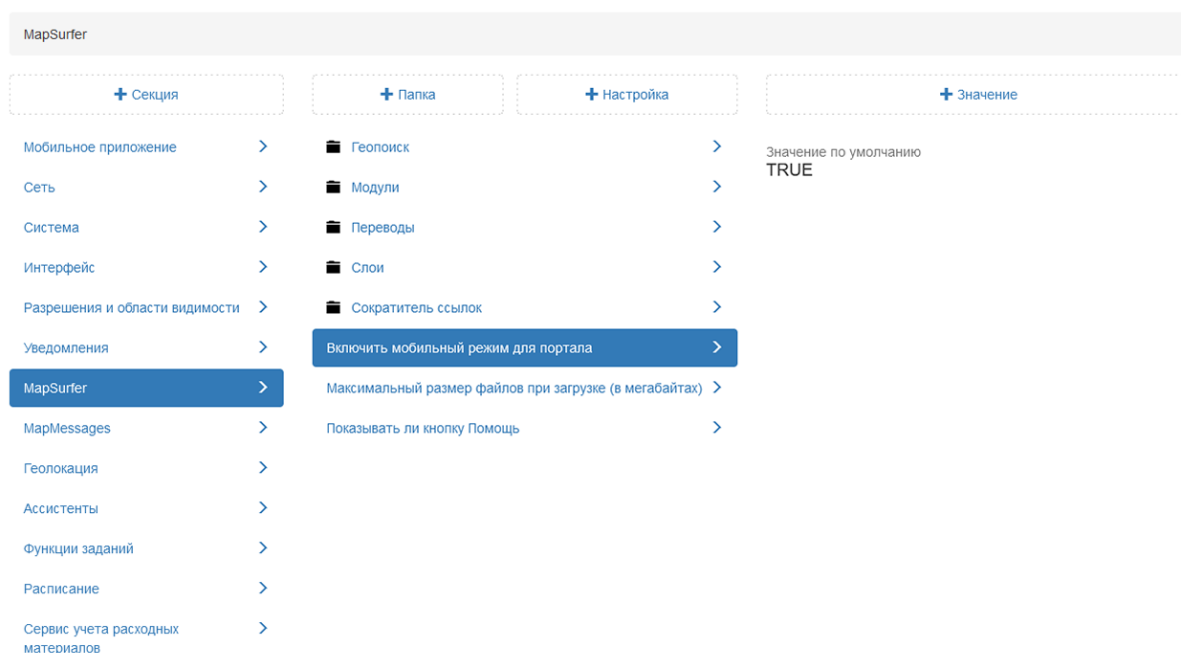 MapSurfer
Секция
Папка
Настройка
Значение
Мобильное приложение
Сеть
Система
Интерфейс
Разрешения и области видимости
Уведомления
MapSurfer
MapMessages
Геолокация
Ассистенты
Функции заданий
Расписание
Сервис учета расходных
материалов
Геопоиск
Модули
Переводы
Слои
Сократитель ссылок
Включить мобильный режим для портала
Максимальный размер файлов при загрузке (в мегабайтах)
Показывать ли кнопку Помощь
Значение по умолчанию
TRUE